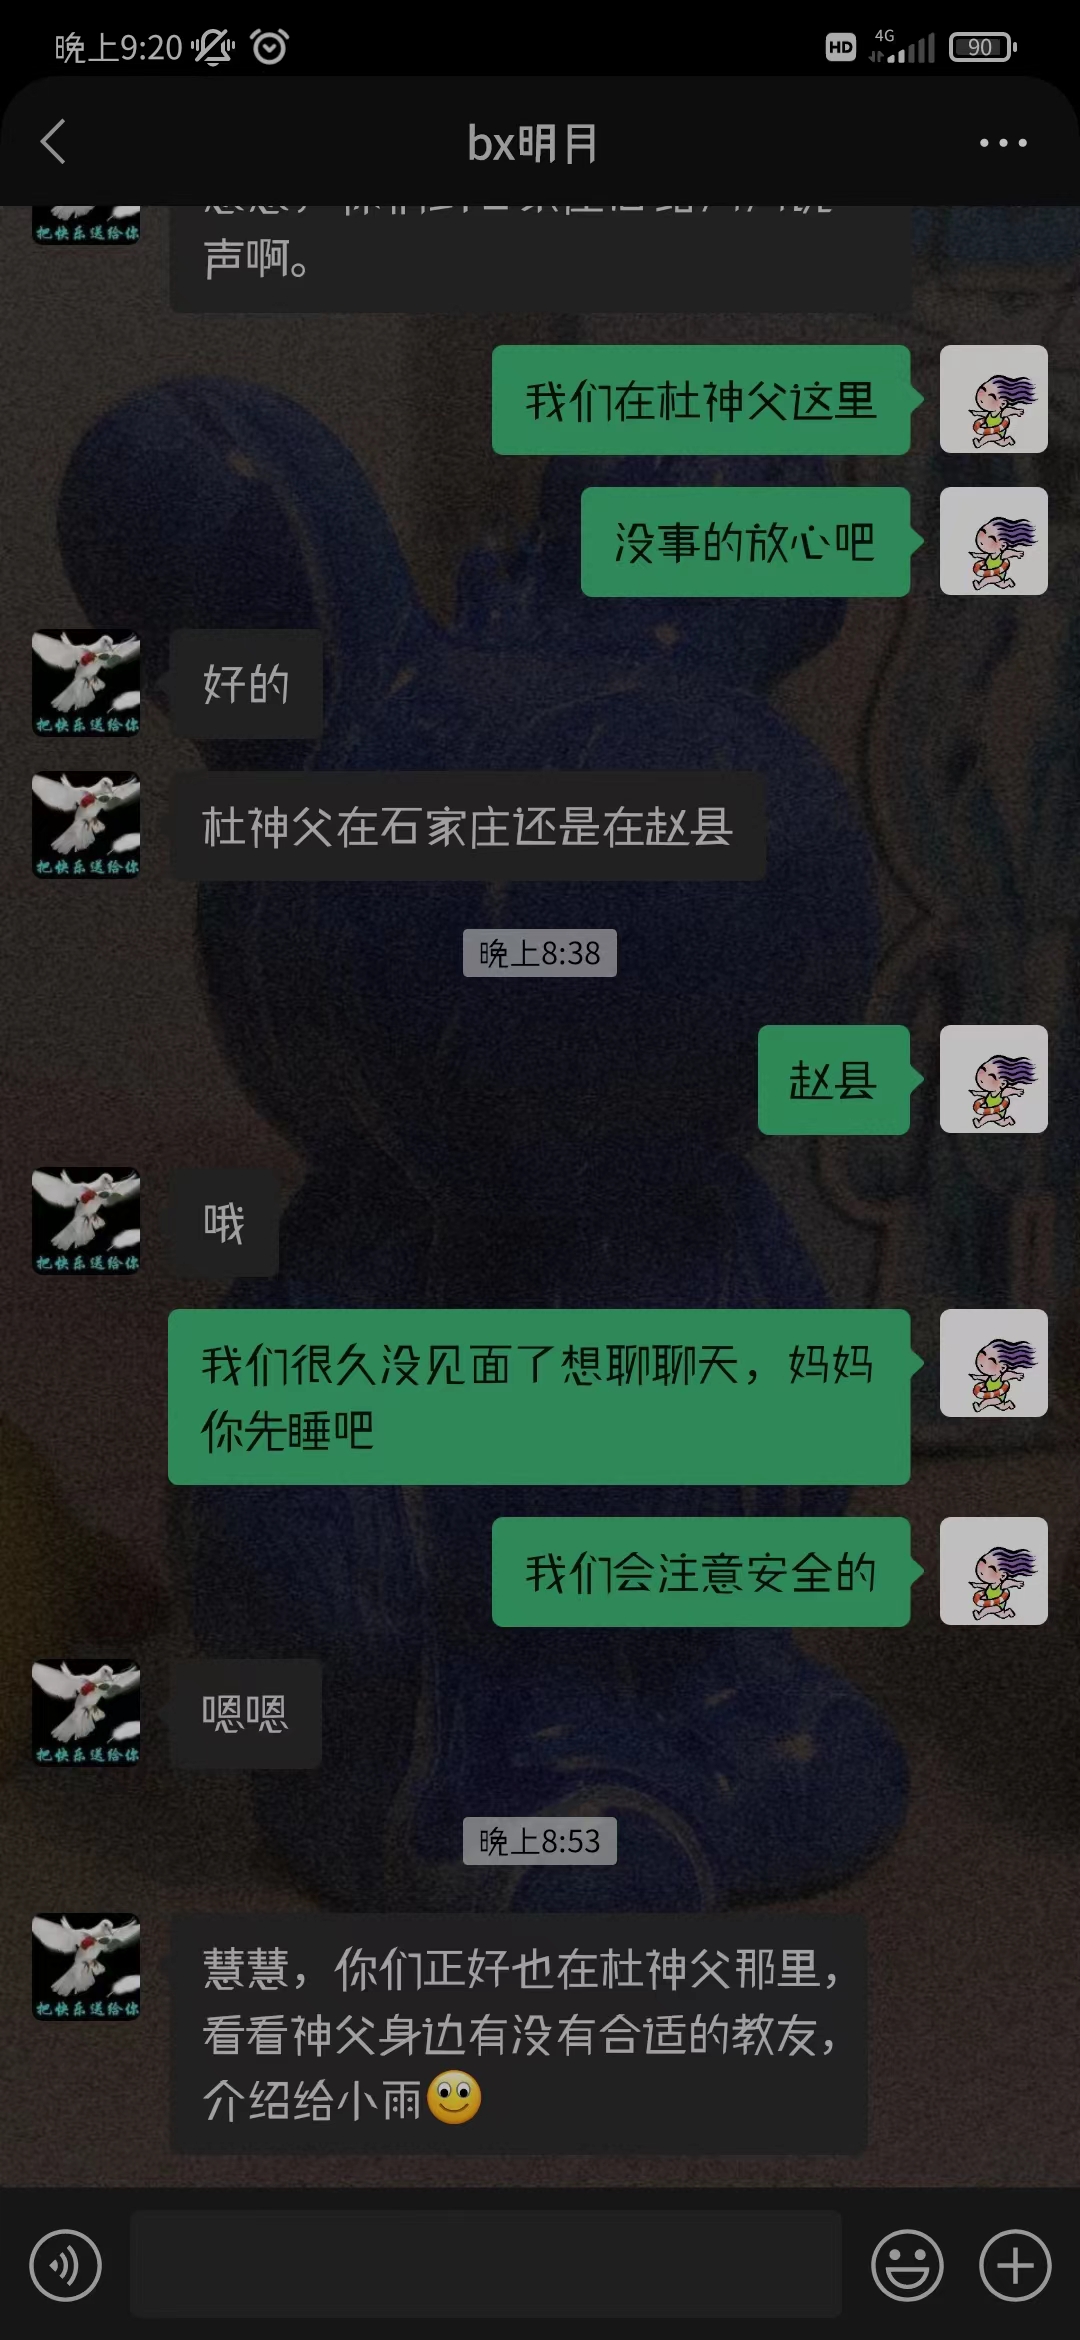 晚上9:20
HD
4G
90
bx明月
把快乐送给你
声啊。
我们在杜神父这里
没事的放心吧
好的
把快乐送给你
杜神父在石家庄还是在赵县
把快乐送给你
晚上8:38
赵县
哦
把快乐送给你
我们很久没见面了想聊聊天，妈妈
你先睡吧
我们会注意安全的
嗯嗯
把快乐送给你
晚上8:53
慧慧，你们正好也在杜神父那里，
看看神父身边有没有合适的教友，
介绍给小雨
把快乐送给你